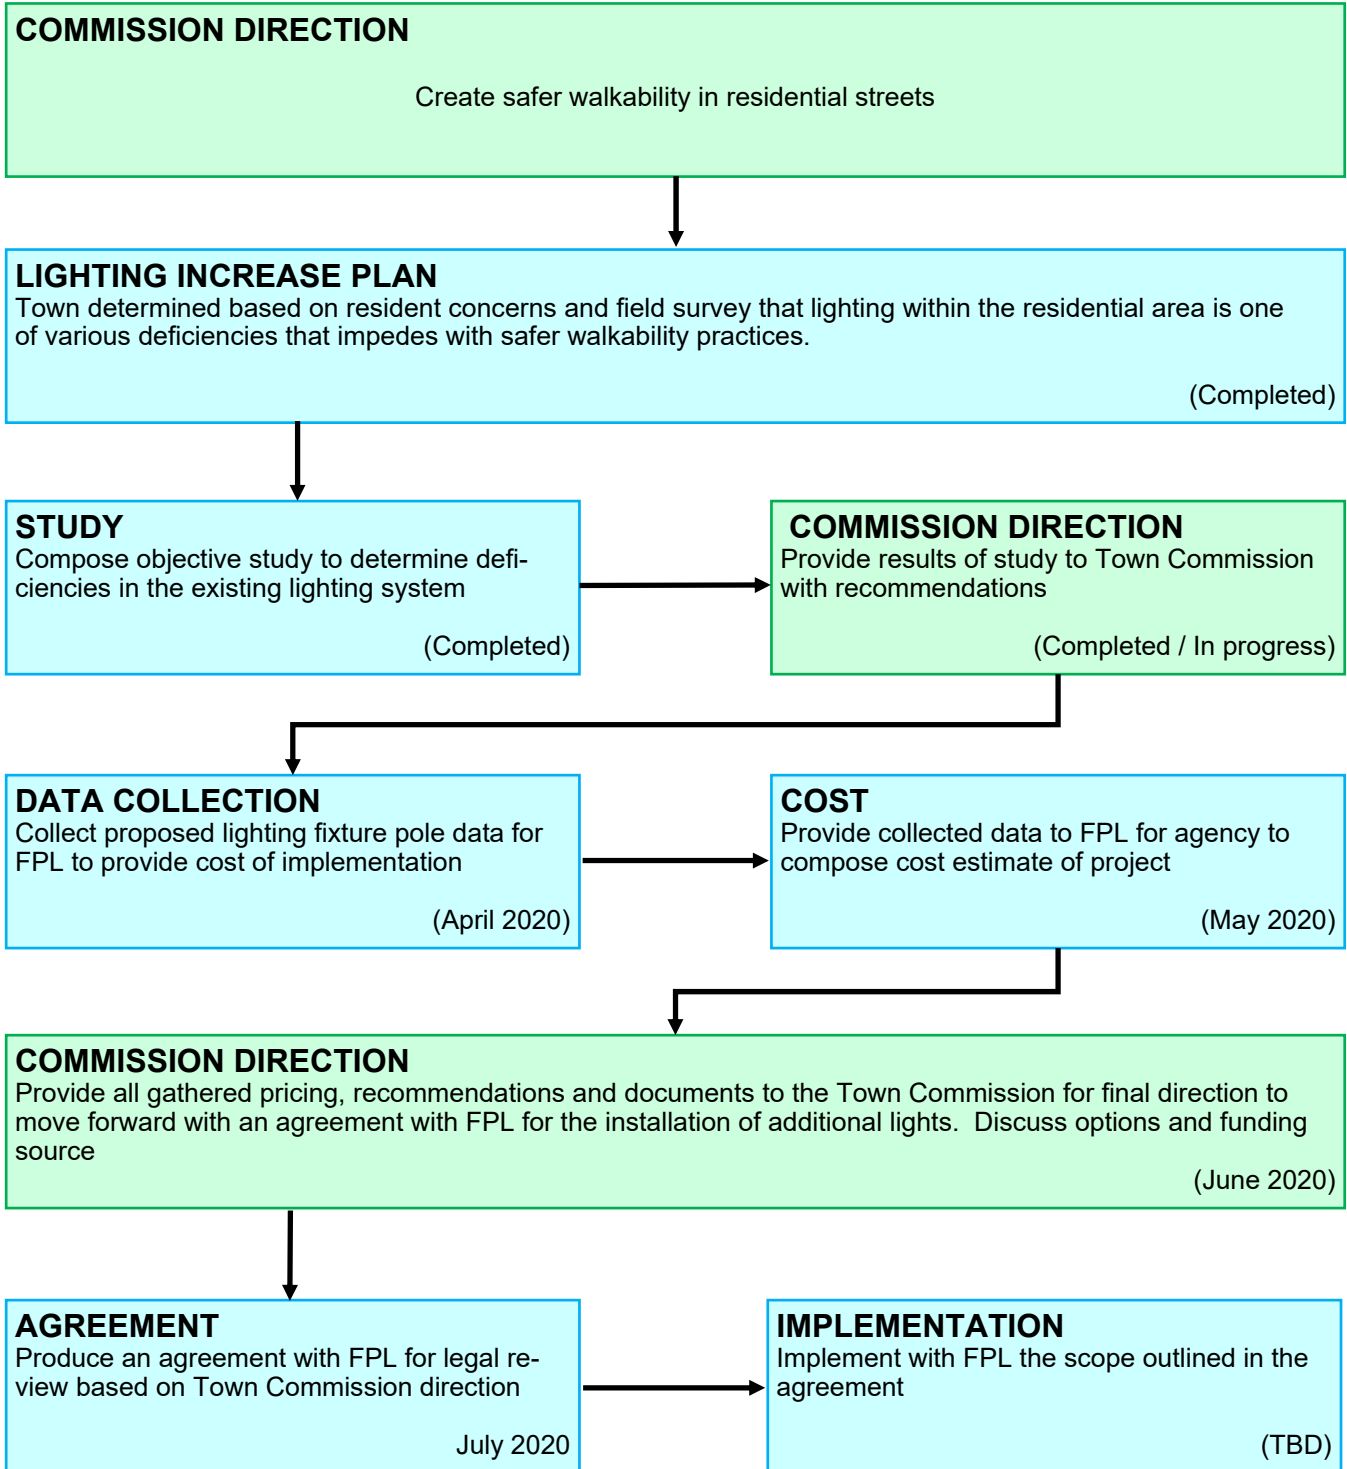 COMMISSION DIRECTION
Create safer walkability in residential streets
LIGHTING INCREASE PLAN
Town determined based on resident concerns and field survey that lighting within the residential area is one
of various deficiencies that impedes with safer walkability practices.
(Completed)
STUDY
Compose objective study to determine defi-
ciencies in the existing lighting system
(Completed)
COMMISSION DIRECTION
Provide results of study to Town Commission
with recommendations
(Completed / In progress)
DATA COLLECTION
Collect proposed lighting fixture pole data for
FPL to provide cost of implementation
(April 2020)
COST
Provide collected data to FPL for agency to
compose cost estimate of project
(May 2020)
COMMISSION DIRECTION
Provide all gathered pricing, recommendations and documents to the Town Commission for final direction to
move forward with an agreement with FPL for the installation of additional lights.  Discuss options and funding
source
(June 2020)
AGREEMENT
Produce an agreement with FPL for legal re-
view based on Town Commission direction
July 2020
IMPLEMENTATION
Implement with FPL the scope outlined in the
agreement
(TBD)